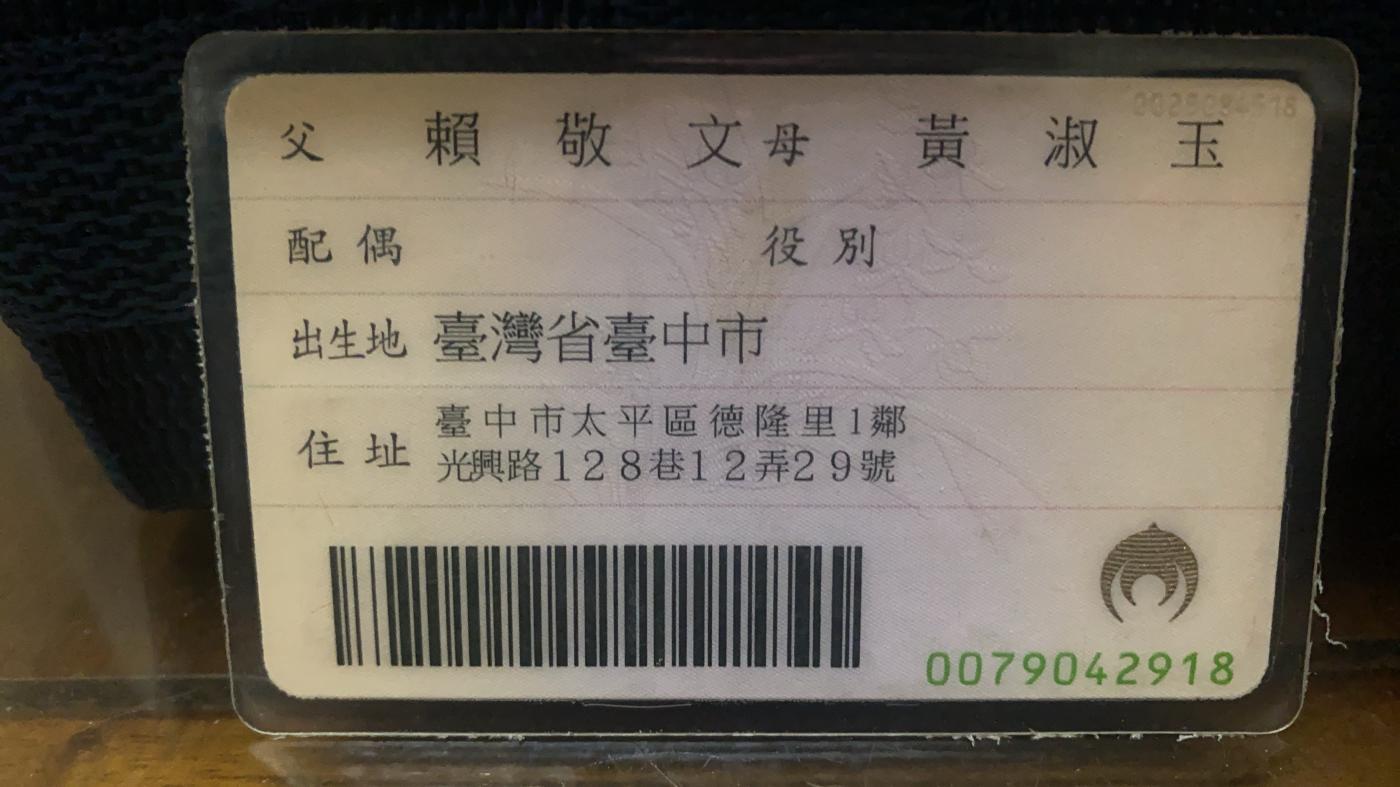 父 賴敬文 母 黃淑玉
配偶 役別
出生地 臺灣省臺中市
住址 臺中市太平區德隆里1鄰
光興路128巷12弄29號
0079042918